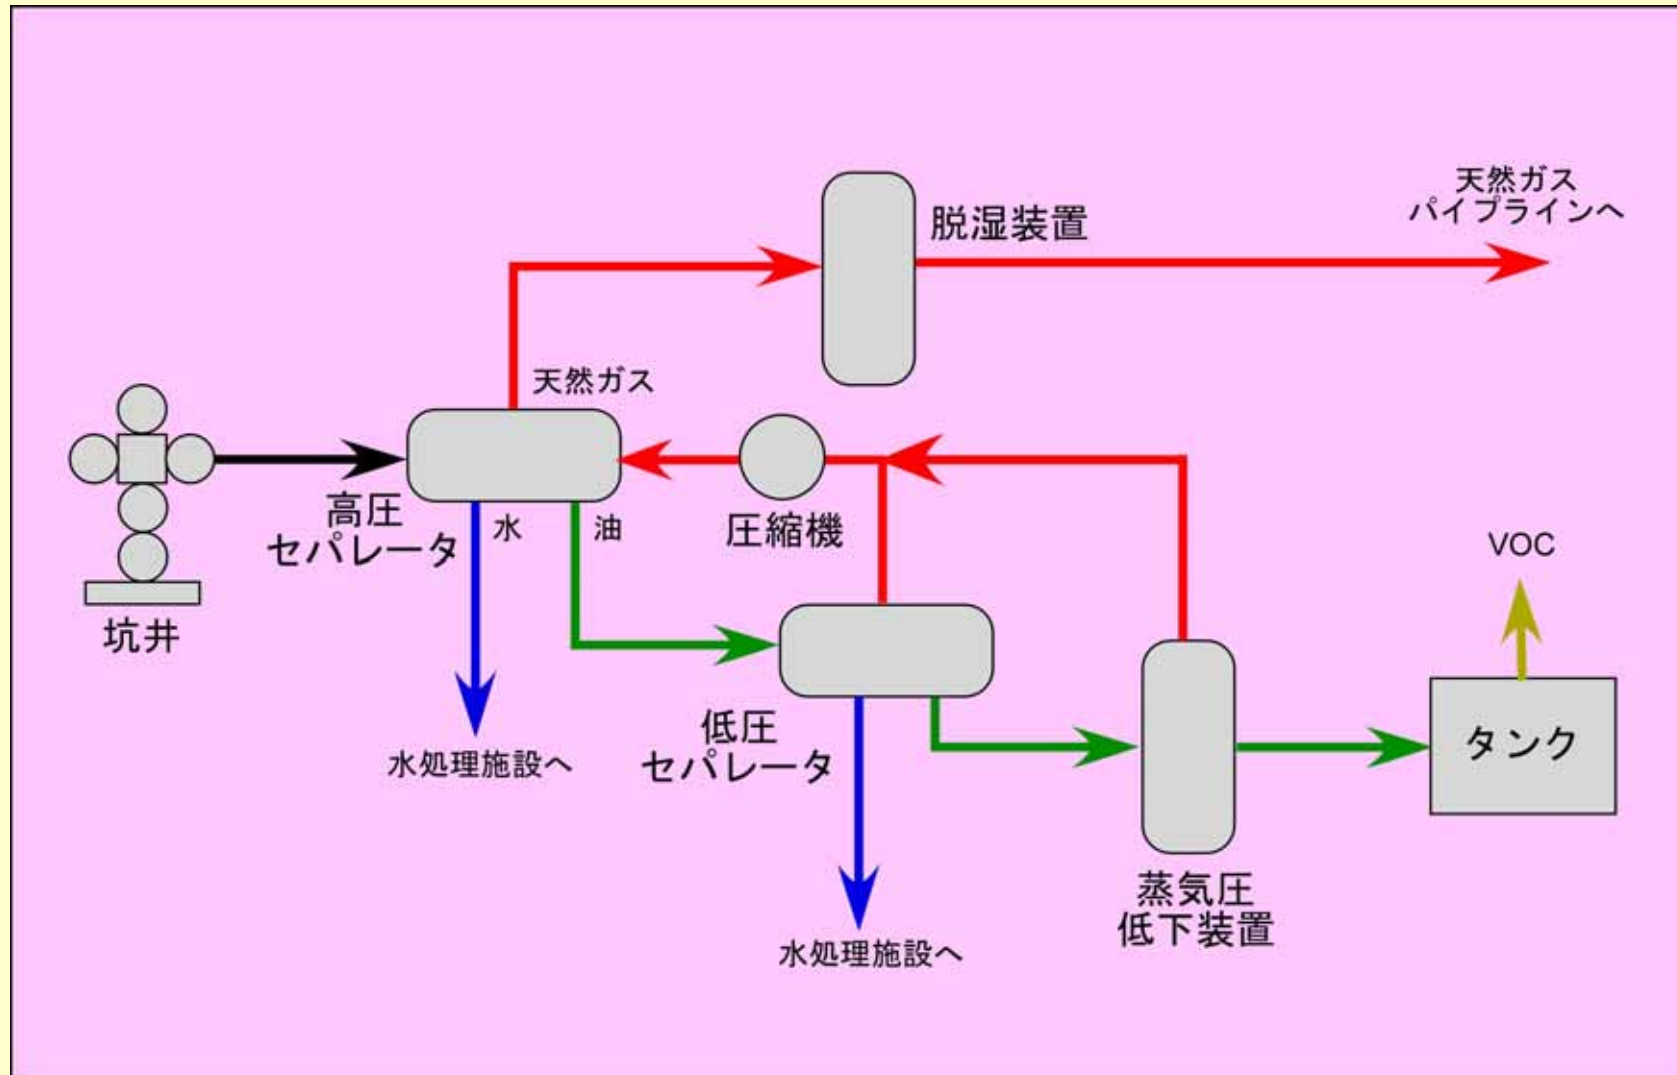 天然ガス
パイプラインへ
脱湿装置
天然ガス
高圧
セパレータ
水
油
圧縮機
坑井
VOC
水処理施設へ
低圧
セパレータ
タンク
蒸気圧
低下装置
水処理施設へ